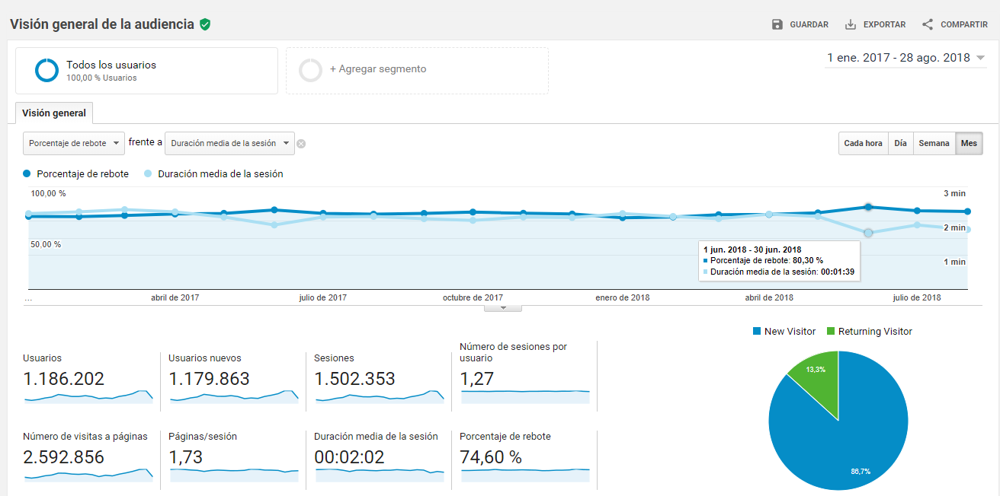 Visión general de la audiencia
GUARDAR
EXPORTAR
COMPARTIR
Todos los usuarios
100,00 % Usuarios
+ Agregar segmento
1 ene. 2017 - 28 ago. 2018
Visión general
Porcentaje de rebote
frente a
Duración media de la sesión
Cada hora
Día
Semana
Mes
Porcentaje de rebote
Duración media de la sesión
100,00 %
3 min
2 min
50,00 %
1 min
1 jun. 2018 - 30 jun. 2018
Porcentaje de rebote: 80,30 %
Duración media de la sesión: 00:01:39
...
abril de 2017
julio de 2017
octubre de 2017
enero de 2018
abril de 2018
julio de 2018
New Visitor
Returning Visitor
Usuarios
1.186.202
Usuarios nuevos
1.179.863
Sesiones
1.502.353
Número de sesiones por
usuario
1,27
Número de visitas a páginas
2.592.856
Páginas/sesión
1,73
Duración media de la sesión
00:02:02
Porcentaje de rebote
74,60 %
13,3%
86,7%